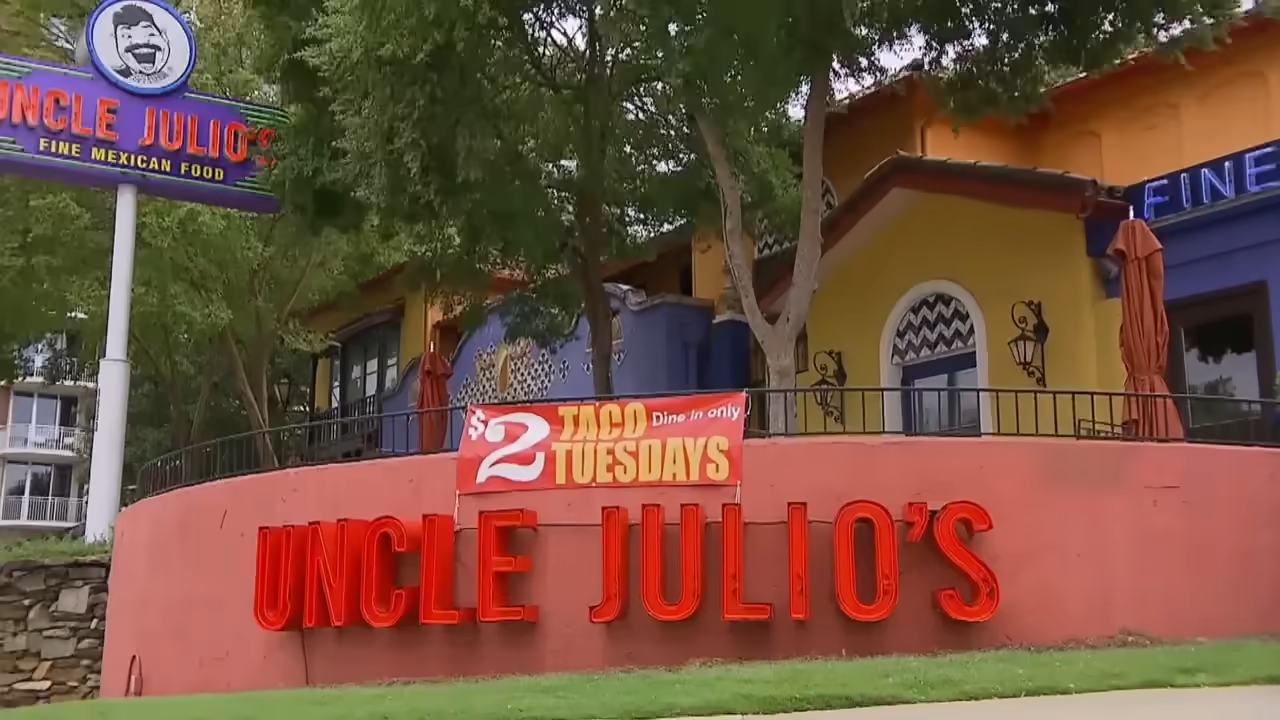 UNCLE JULIO'S
FINE MEXICAN FOOD
FINE
$2 TACO TUESDAYS
Dine in only
UNCLE JULIO'S